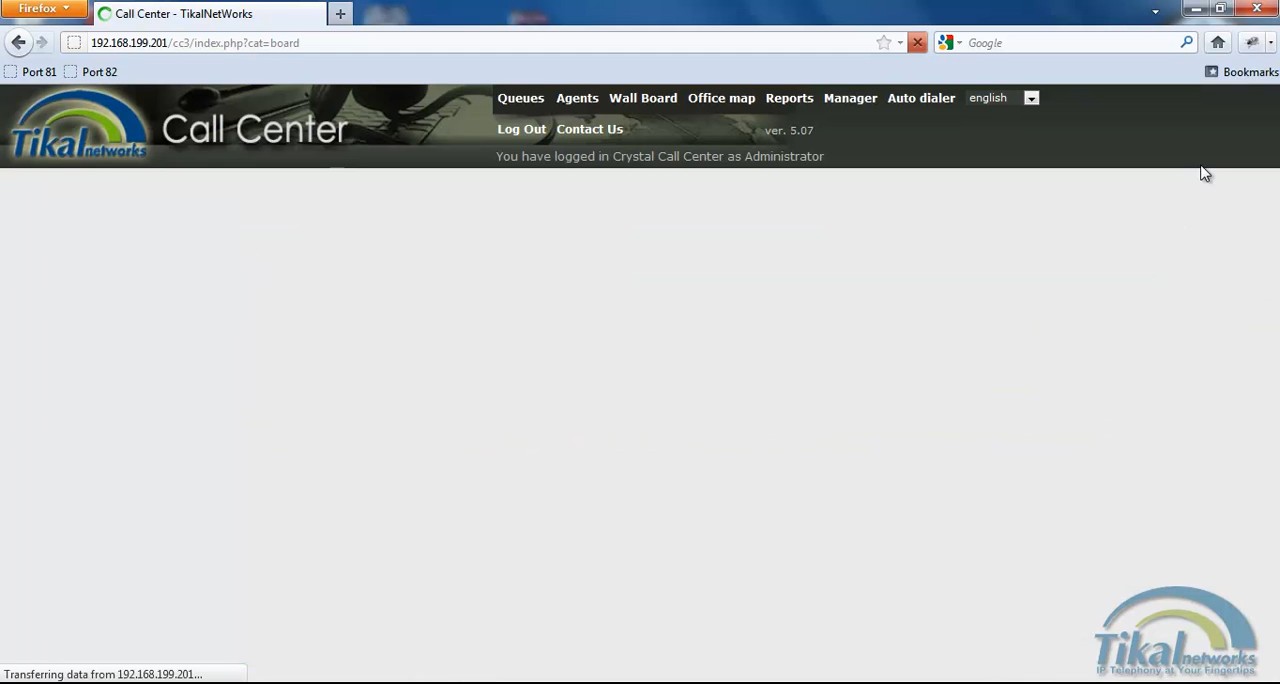 Firefox
Call Center - TikalNetWorks
192.168.199.201/cc3/index.php?cat=board
Google
Port 81
Port 82
Bookmarks
Tikal networks
Call Center
Queues Agents Wall Board Office map Reports Manager Auto dialer english
Log Out Contact Us ver. 5.07
You have logged in Crystal Call Center as Administrator
Tikal networks
IP Telephony at Your Fingertips
Transferring data from 192.168.199.201...